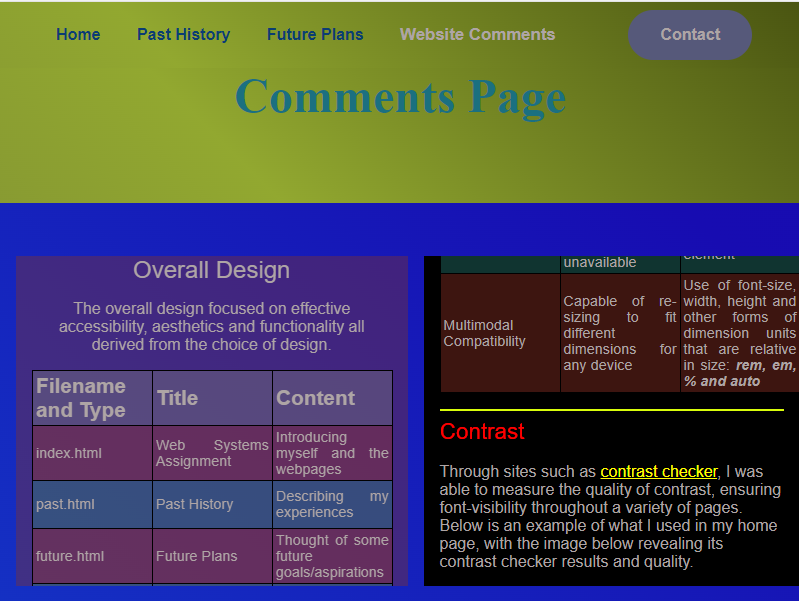 Home Past History Future Plans Website Comments Contact
Comments Page
Overall Design
The overall design focused on effective
accessibility, aesthetics and functionality all
derived from the choice of design.
Filename and Type Title Content
index.html Web Systems Assignment Introducing myself and the webpages
past.html Past History Describing my experiences
future.html Future Plans Thought of some future goals/aspirations
unavailable element
Multimodal Compatibility Capable of re-sizing to fit different dimensions for any device Use of font-size, width, height and other forms of dimension units that are relative in size: rem, em, % and auto
Contrast
Through sites such as contrast checker, I was
able to measure the quality of contrast, ensuring
font-visibility throughout a variety of pages.
Below is an example of what I used in my home
page, with the image below revealing its
contrast checker results and quality.